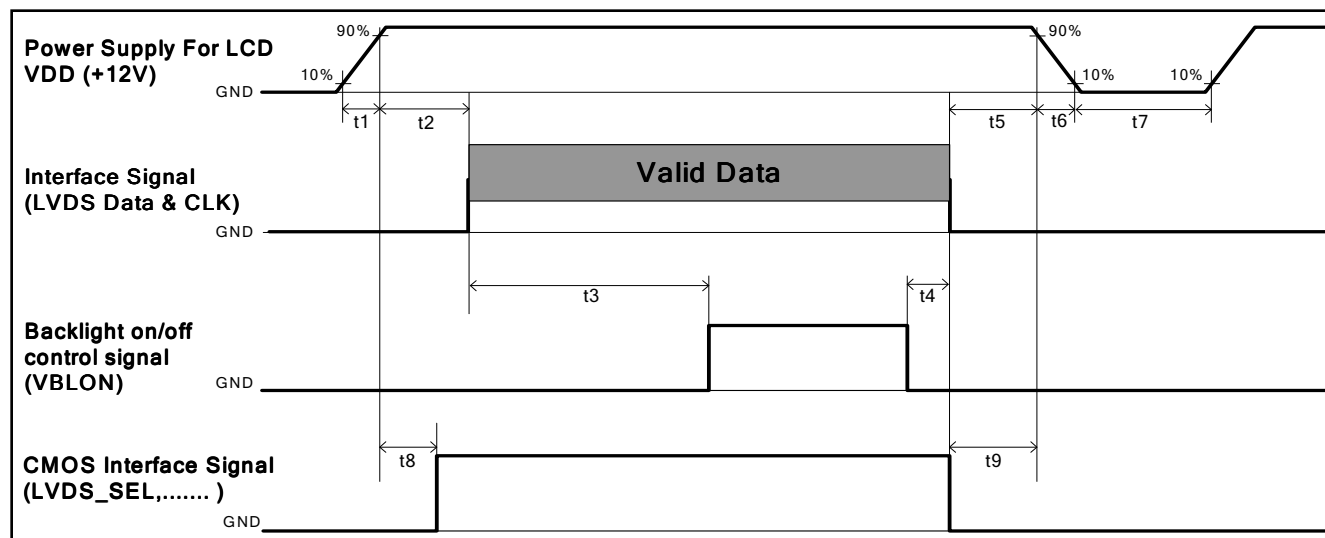 Power Supply For LCD
VDD (+12V)
GND
10%
90%
90%
10%
10%
t1
t2
t5
t6
t7
Interface Signal
(LVDS Data & CLK)
GND
Valid Data
t3
t4
Backlight on/off
control signal
(VBLON)
GND
t8
t9
CMOS Interface Signal
(LVDS_SEL,....... )
GND